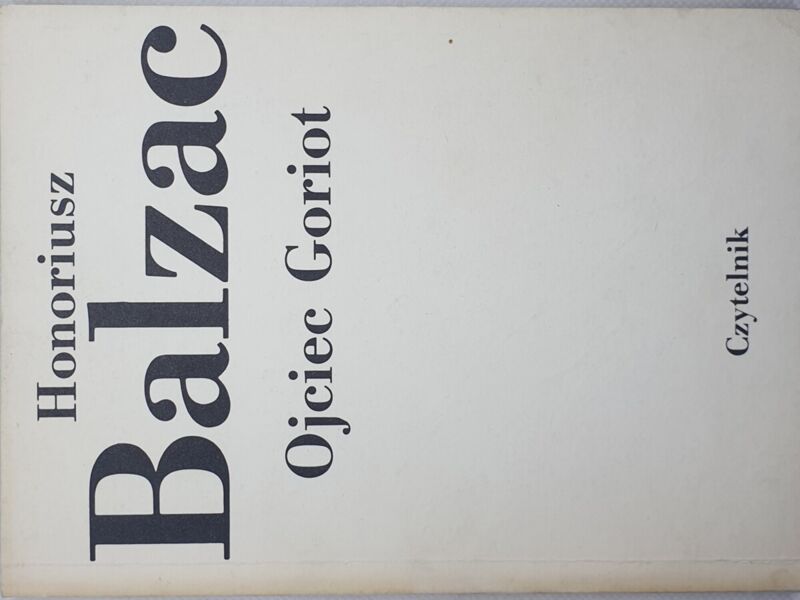 Honoriusz
Balzac
Ojciec Goriot
Czytelnik